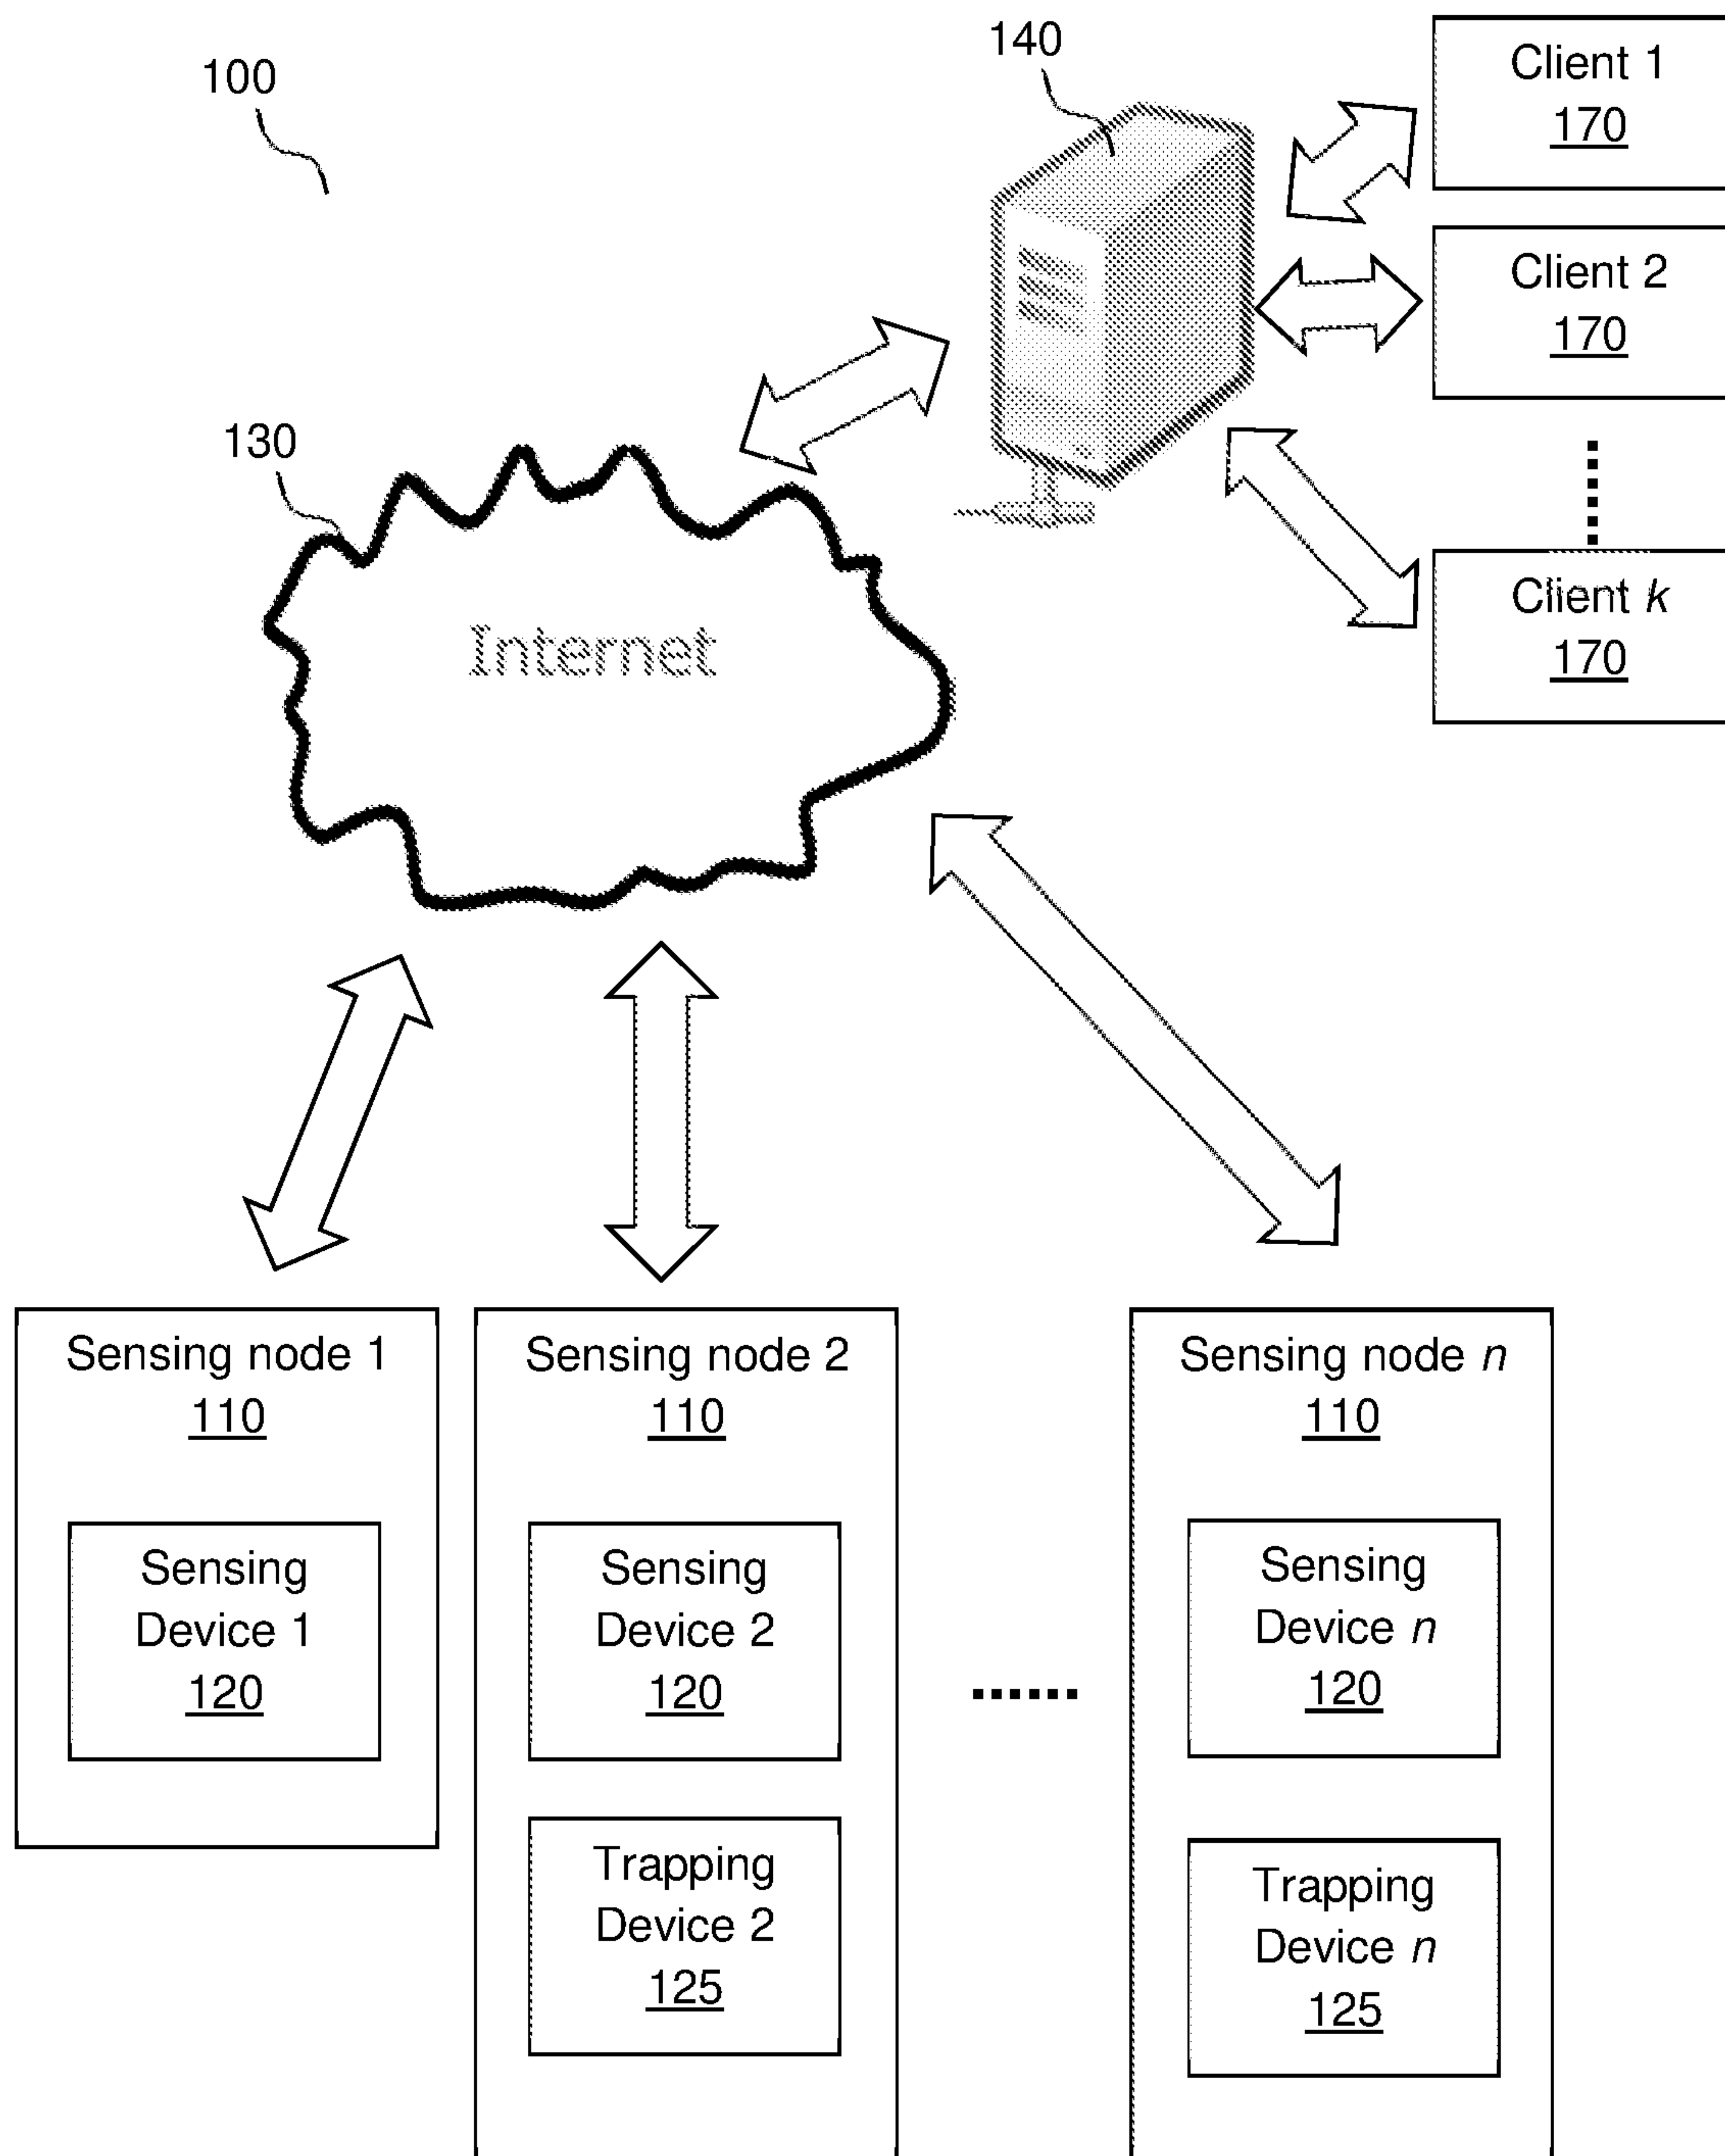 100
140
Client 1
170
Client 2
170
Client k
170
130
Internet
Sensing node 1
110
Sensing Device 1
120
Sensing node 2
110
Sensing
Device 2
120
Trapping
Device 2
125
Sensing node n
110
Sensing
Device n
120
Trapping
Device n
125